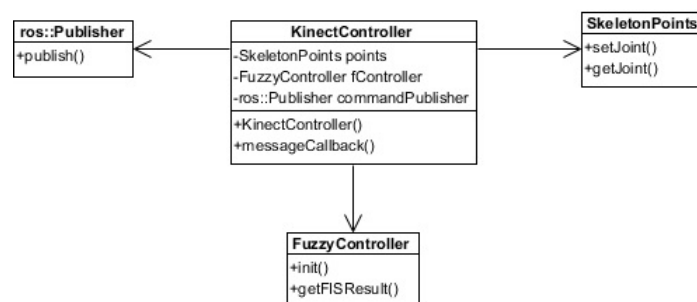 ros::Publisher
+publish()
KinectController
-SkeletonPoints points
-FuzzyController fController
-ros::Publisher commandPublisher
+KinectController()
+messageCallback()
SkeletonPoints
+setJoint()
+getJoint()
FuzzyController
+init()
+getFISResult()